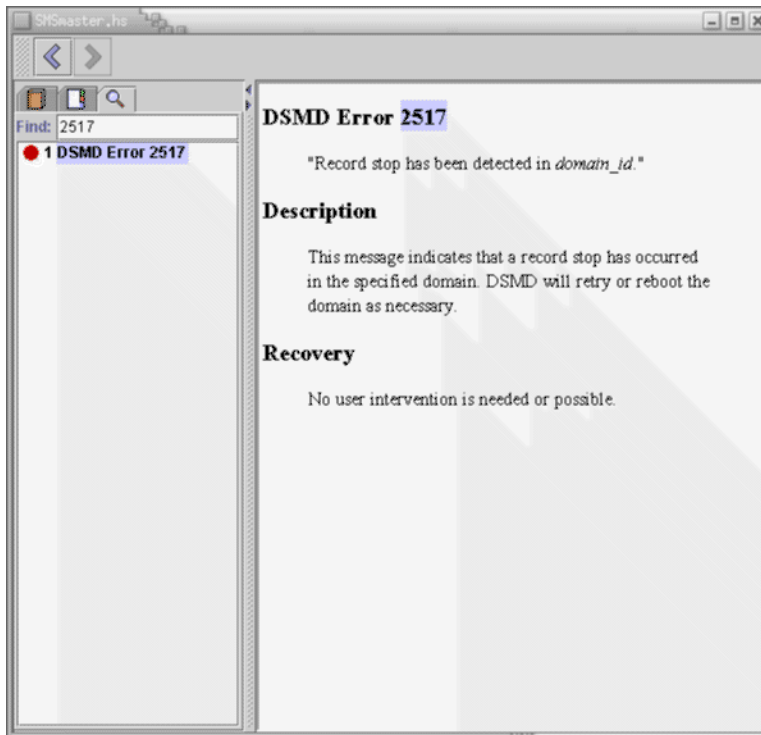 SMSmaster.hs
Find: 2517
1 DSMD Error 2517
DSMD Error 2517
"Record stop has been detected in domain_id."
Description
This message indicates that a record stop has occurred
in the specified domain. DSMD will retry or reboot the
domain as necessary.
Recovery
No user intervention is needed or possible.